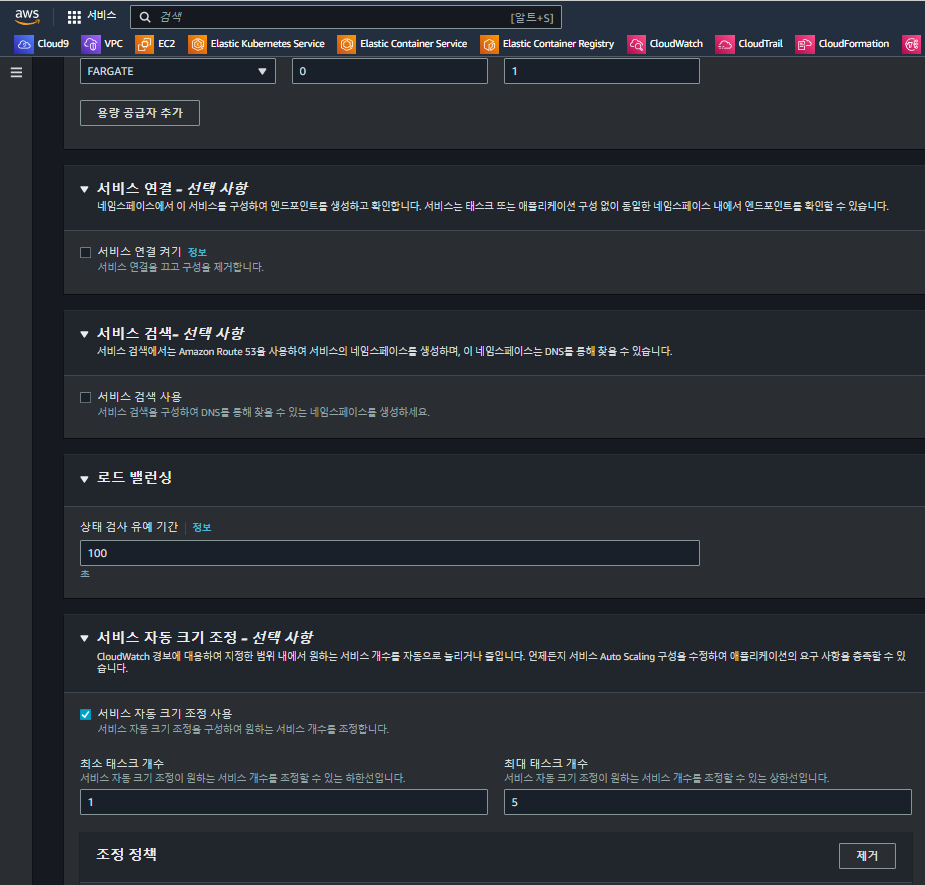 aws 서비스 검색 [알트+S]
Cloud9 VPC EC2 Elastic Kubernetes Service Elastic Container Service Elastic Container Registry CloudWatch CloudTrail CloudFormation
FARGATE 0 1
용량 공급자 추가
서비스 연결 - 선택 사항
네임스페이스에서 이 서비스를 구성하여 엔드포인트를 생성하고 확인합니다. 서비스는 태스크 또는 애플리케이션 구성 없이 동일한 네임스페이스 내에서 엔드포인트를 확인할 수 있습니다.
서비스 연결 켜기 정보
서비스 연결을 끄고 구성을 제거합니다.
서비스 검색- 선택 사항
서비스 검색에서는 Amazon Route 53을 사용하여 서비스의 네임스페이스를 생성하며, 이 네임스페이스는 DNS를 통해 찾을 수 있습니다.
서비스 검색 사용
서비스 검색을 구성하여 DNS를 통해 찾을 수 있는 네임스페이스를 생성하세요.
로드 밸런싱
상태 검사 유예 기간 정보
100
초
서비스 자동 크기 조정 - 선택 사항
CloudWatch 경보에 대응하여 지정한 범위 내에서 원하는 서비스 개수를 자동으로 늘리거나 줄입니다. 언제든지 서비스 Auto Scaling 구성을 수정하여 애플리케이션의 요구 사항을 충족할 수 있
습니다.
서비스 자동 크기 조정 사용
서비스 자동 크기 조정을 구성하여 원하는 서비스 개수를 조정합니다.
최소 태스크 개수 최대 태스크 개수
서비스 자동 크기 조정이 원하는 서비스 개수를 조정할 수 있는 하한선입니다. 서비스 자동 크기 조정이 원하는 서비스 개수를 조정할 수 있는 상한선입니다.
1 5
조정 정책 제거